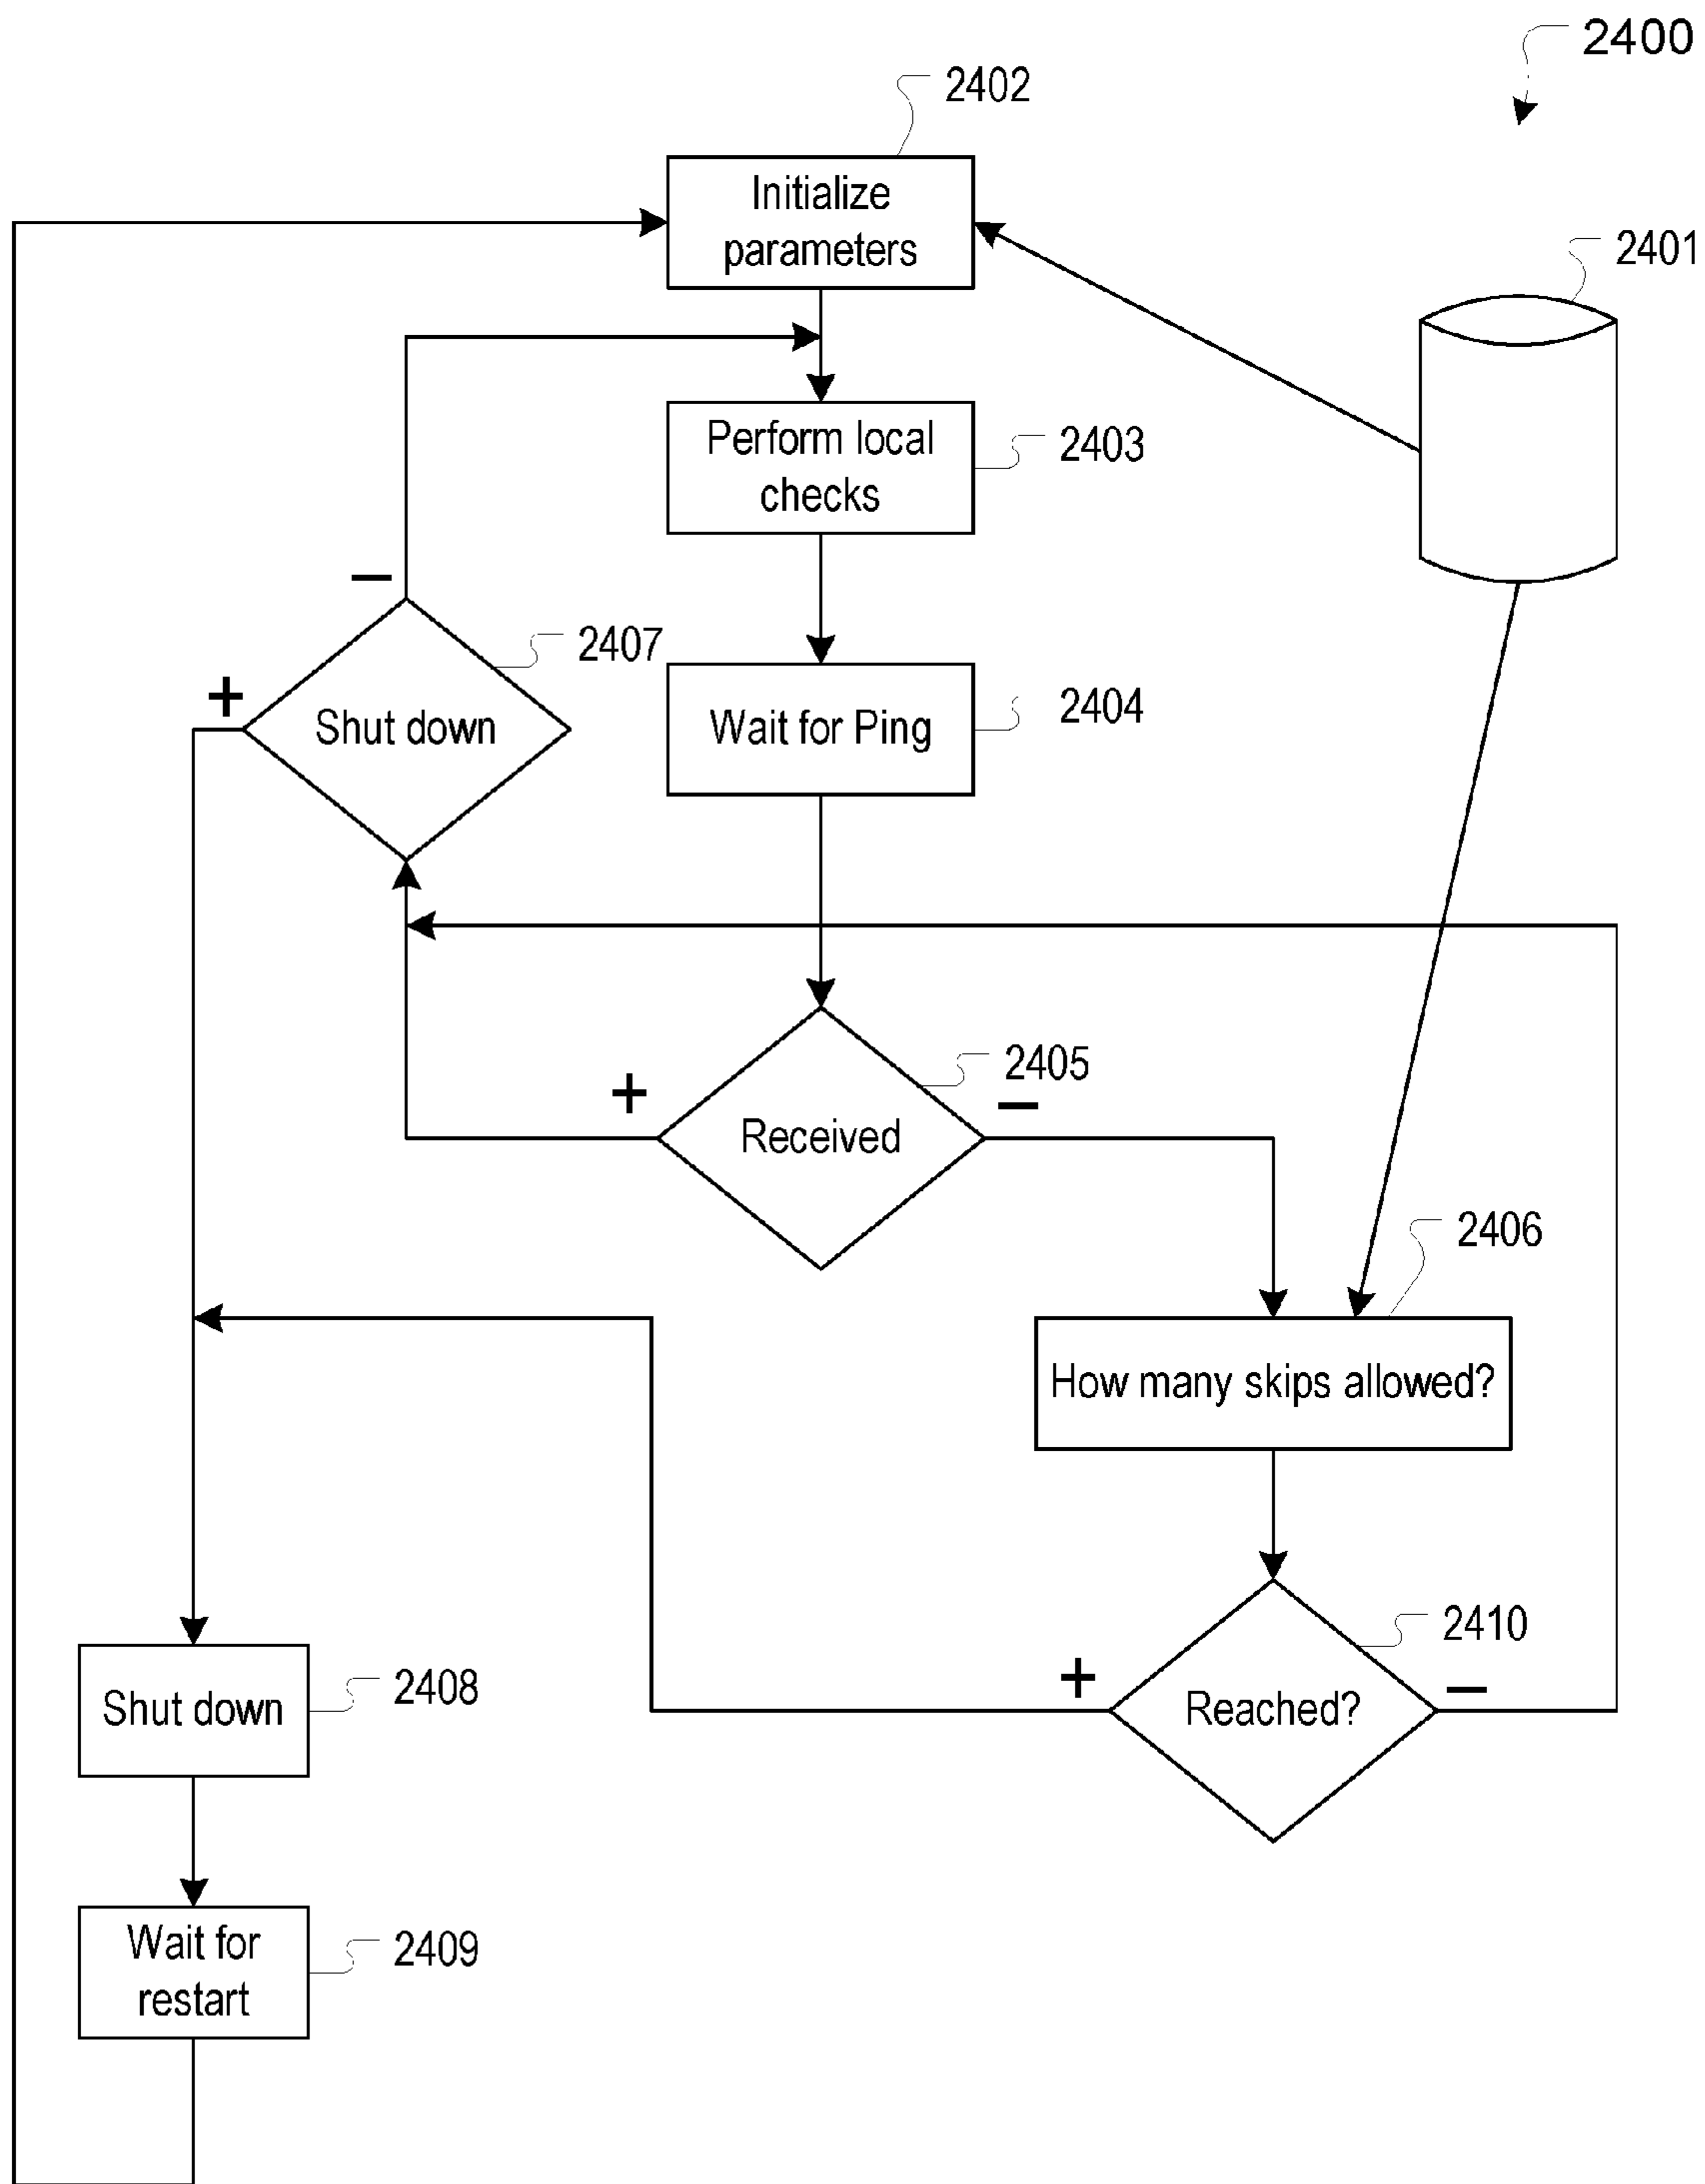 2400
2402
Initialize
parameters
2401
Perform local
checks
2403
−
2407
+
Shut down
Wait for Ping
2404
2405
+
−
Received
2406
How many skips allowed?
2410
+
−
Reached?
Shut down
2408
Wait for
restart
2409